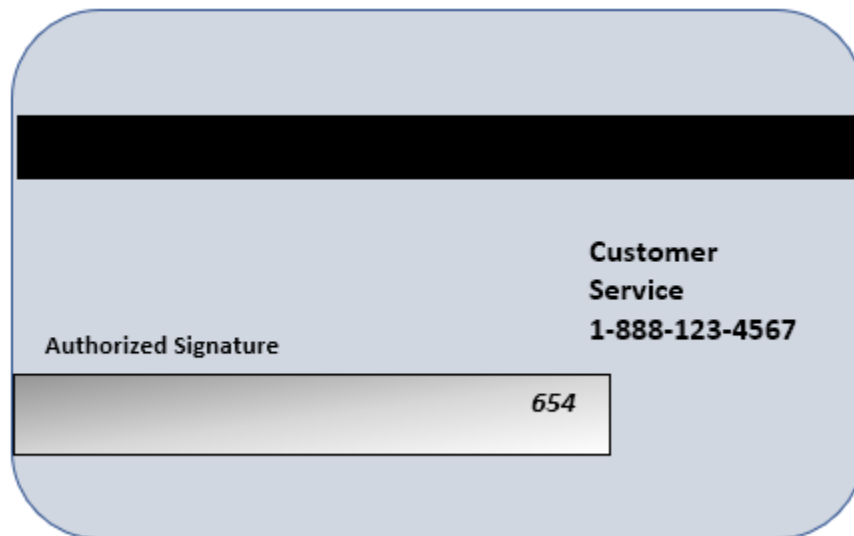 Customer
Service
1-888-123-4567
Authorized Signature
654